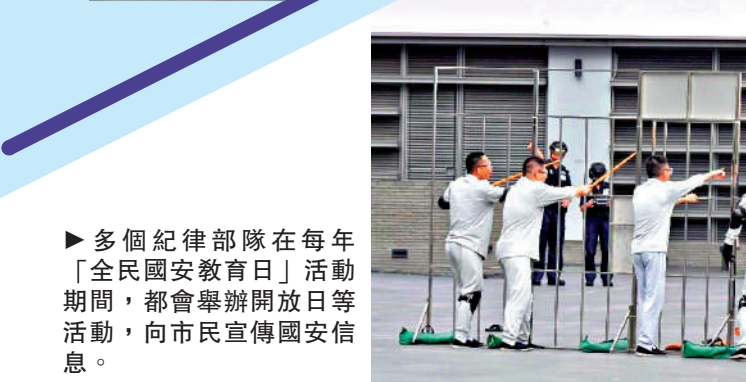 ▶多個紀律部隊在每年
「全民國安教育日」活動
期間，都會舉辦開放日等
活動，向市民宣傳國安信
息。